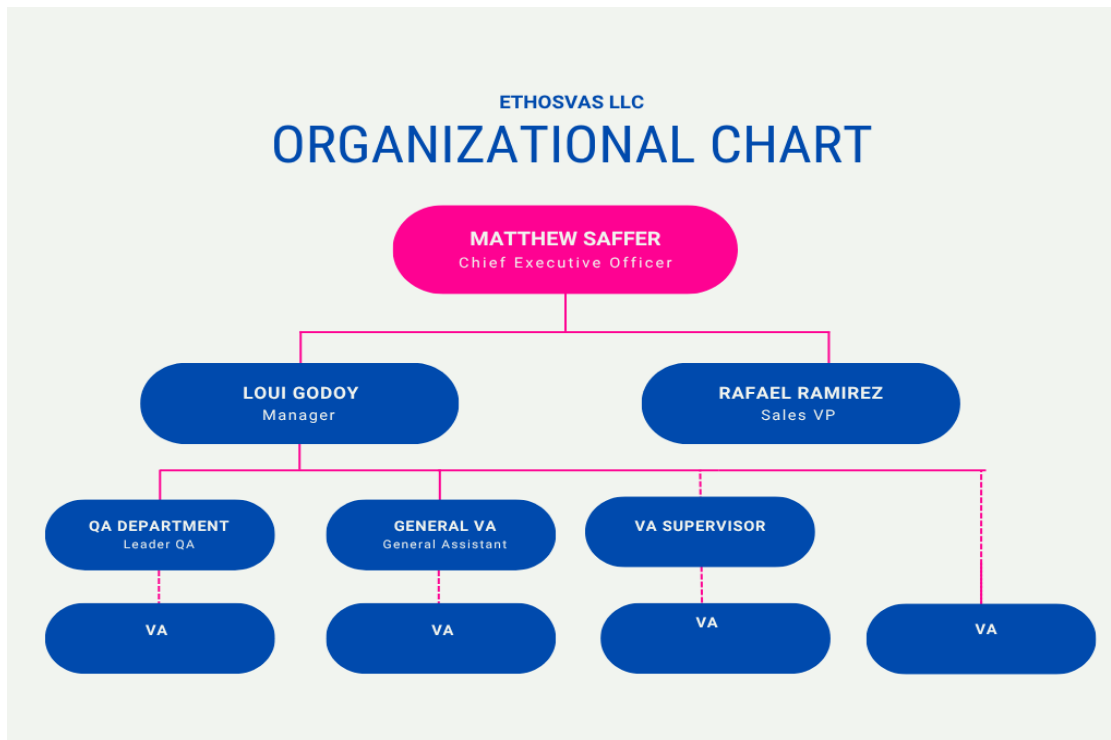 ETHOSVAS LLC
ORGANIZATIONAL CHART
MATTHEW SAFFER
Chief Executive Officer
LOUI GODOY
Manager
RAFAEL RAMIREZ
Sales VP
QA DEPARTMENT
Leader QA
GENERAL VA
General Assistant
VA SUPERVISOR
VA
VA
VA
VA